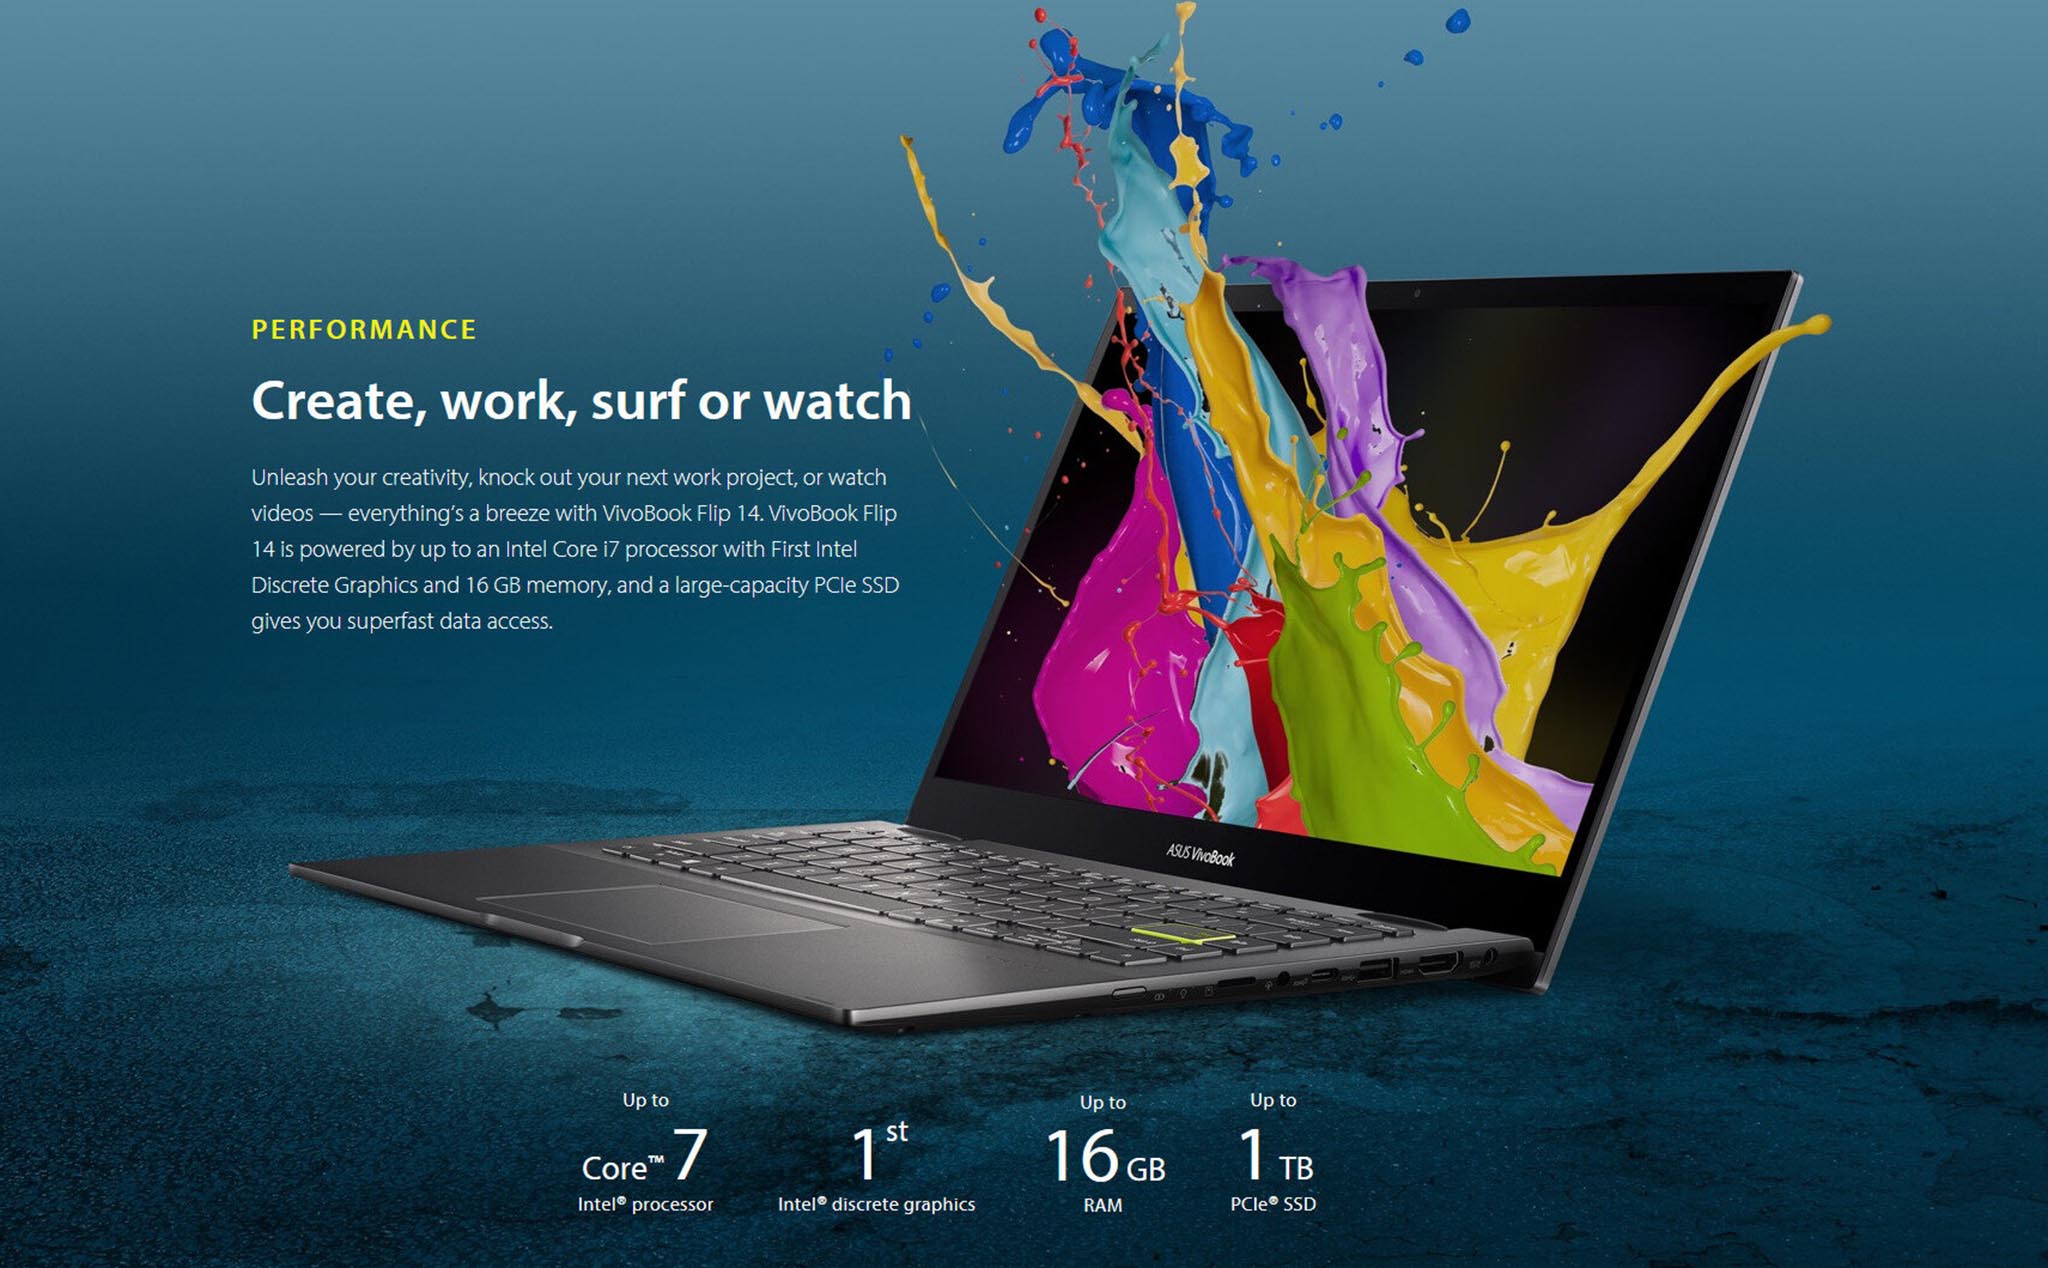 PERFORMANCE
Create, work, surf or watch
Unleash your creativity, knock out your next work project, or watch
videos — everything's a breeze with VivoBook Flip 14. VivoBook Flip
14 is powered by up to an Intel Core i7 processor with First Intel
Discrete Graphics and 16 GB memory, and a large-capacity PCIe SSD
gives you superfast data access.
ASUS VivoBook
Up to
Core™ 7
Intel® processor
1st
Intel® discrete graphics
Up to
16 GB
RAM
Up to
1 TB
PCIe® SSD